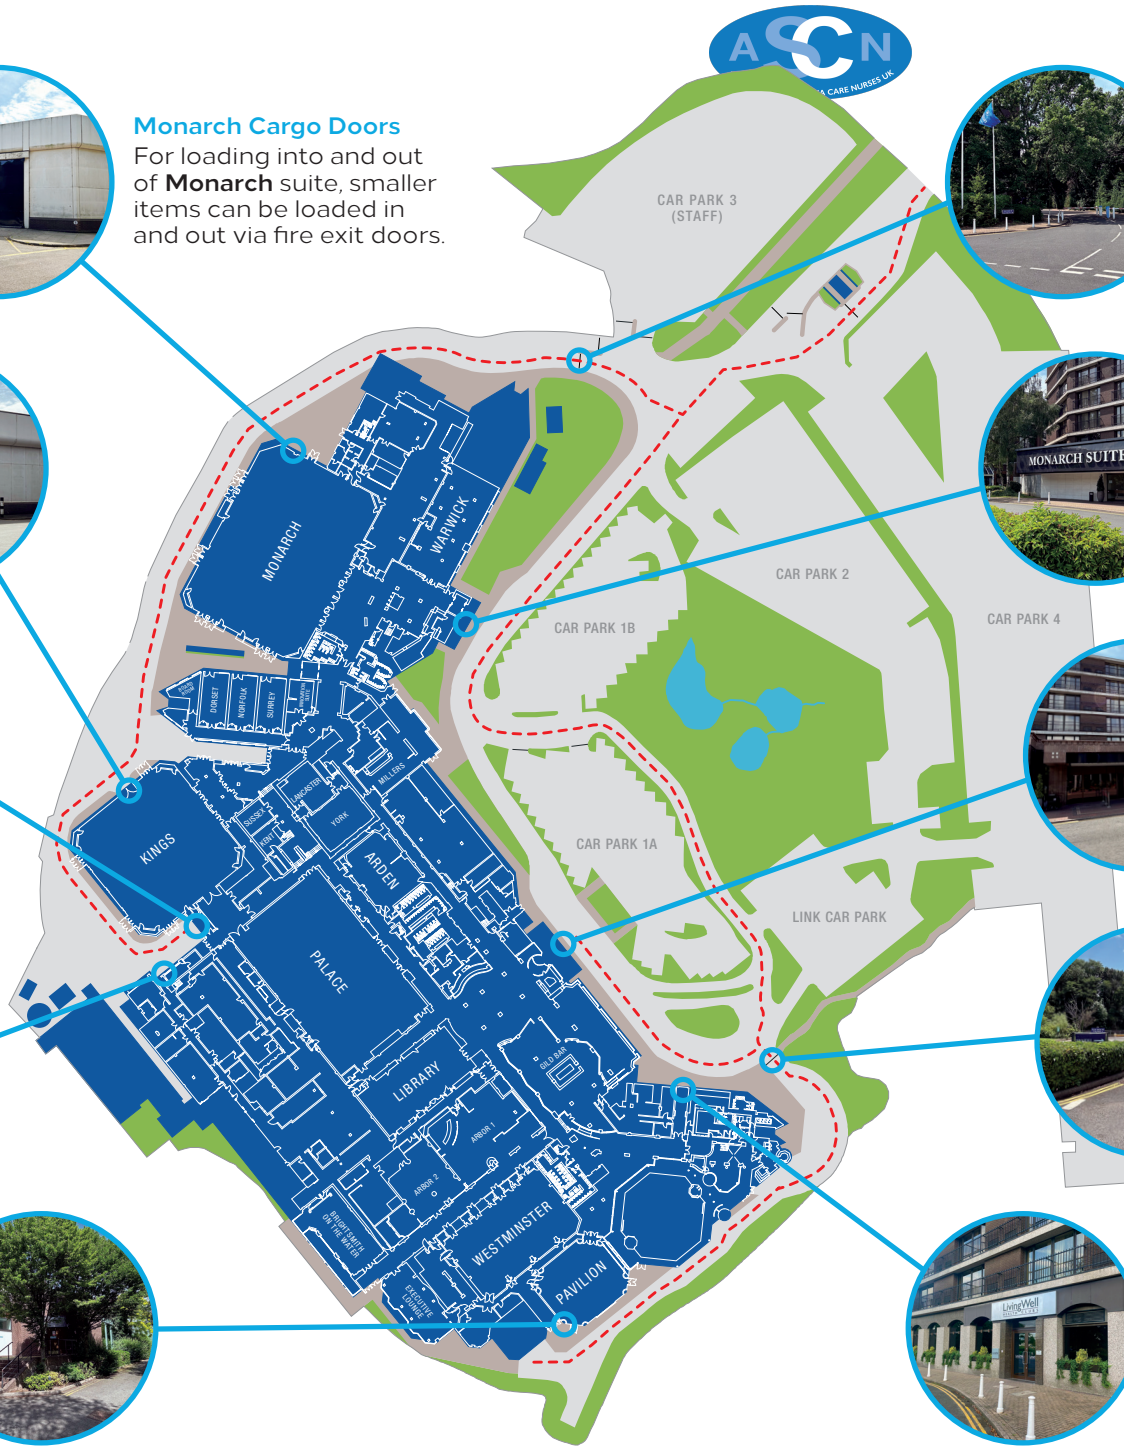 ASCN
A CARE NURSES UK
Monarch Cargo Doors
For loading into and out
of Monarch suite, smaller
items can be loaded in
and out via fire exit doors.
CAR PARK 3
(STAFF)
MONARCH SUITE
WARWICK
MONARCH
CAR PARK 2
CAR PARK 4
CAR PARK 1B
BOARD
ROOM
DORSET
NORFOLK
SURREY
MILLERS
LANCASTER
SUSSEX
KENT
YORK
KINGS
CAR PARK 1A
ARDEN
LINK CAR PARK
PALACE
GILD BAR
LIBRARY
ARBOR 1
ARBOR 2
BRIGHTSMITH
ON THE WATER
WESTMINSTER
PAVILION
EXECUTIVE
LOUNGE
LivingWell